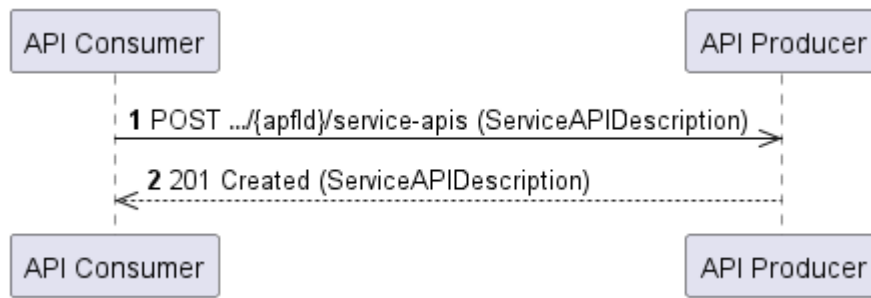 API Consumer API Producer
1 POST .../{apfId}/service-apis (ServiceAPIDescription)
2 201 Created (ServiceAPIDescription)
API Consumer API Producer